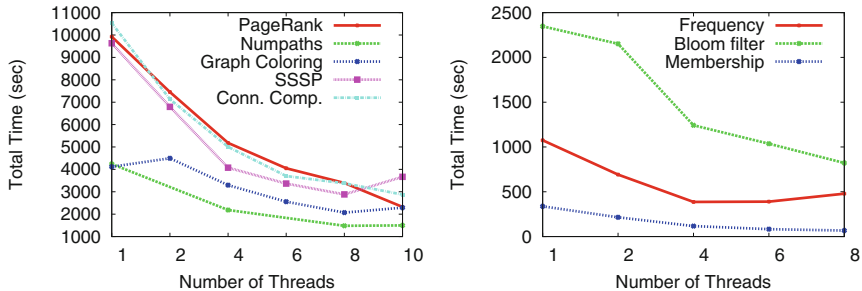 11000
10000
9000
8000
7000
6000
5000
4000
3000
2000
1000
Total Time (sec)
PageRank
Numpaths
Graph Coloring
SSSP
Conn. Comp.
1 2 4 6 8 10
Number of Threads
2500
2000
1500
1000
500
0
Total Time (sec)
Frequency
Bloom filter
Membership
1 2 4 6 8
Number of Threads